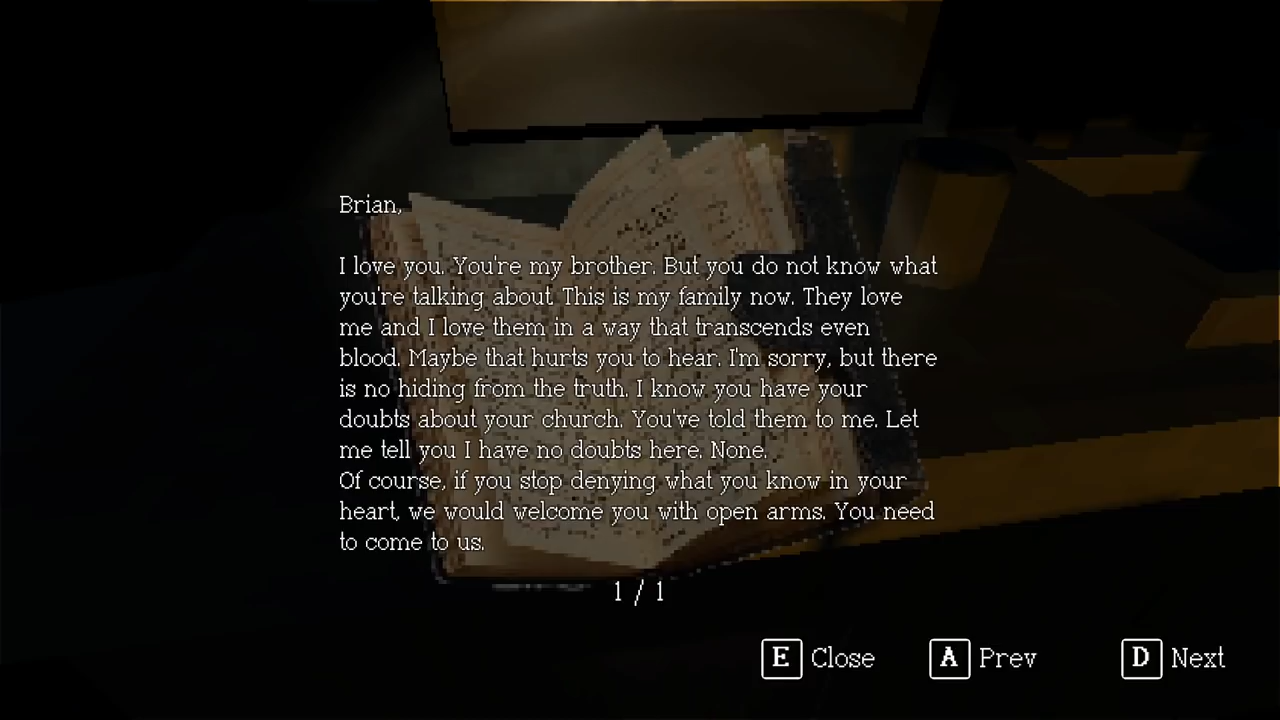 Brian,
I love you. You're my brother. But you do not know what
you're talking about. This is my family now. They love
me and I love them in a way that transcends even
blood. Maybe that hurts you to hear. I'm sorry, but there
is no hiding from the truth. I know you have your
doubts about your church. You've told them to me. Let
me tell you I have no doubts here. None.
Of course, if you stop denying what you know in your
heart, we would welcome you with open arms. You need
to come to us.
1 / 1
E Close A Prev D Next